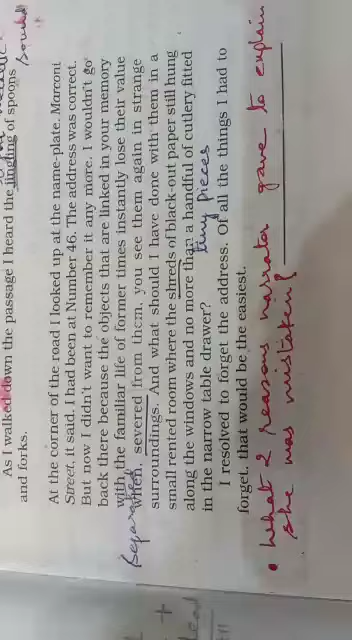 As I walked down the passage I heard the jingling of spoons
sound
and forks.
At the corner of the road I looked up at the name-plate. Marconi
Street, it said. I had been at Number 46. The address was correct.
But now I didn't want to remember it any more. I wouldn't go
back there because the objects that are linked in your memory
with the familiar life of former times instantly lose their value
when, severed from them, you see them again in strange
surroundings. And what should I have done with them in a
small rented room where the shreds of black-out paper still hung
along the windows and no more than a handful of cutlery fitted
in the narrow table drawer?
tiny pieces
I resolved to forget the address. Of all the things I had to
forget, that would be the easiest.
• What 2 reasons narrator gave to explain
she was mistaken?